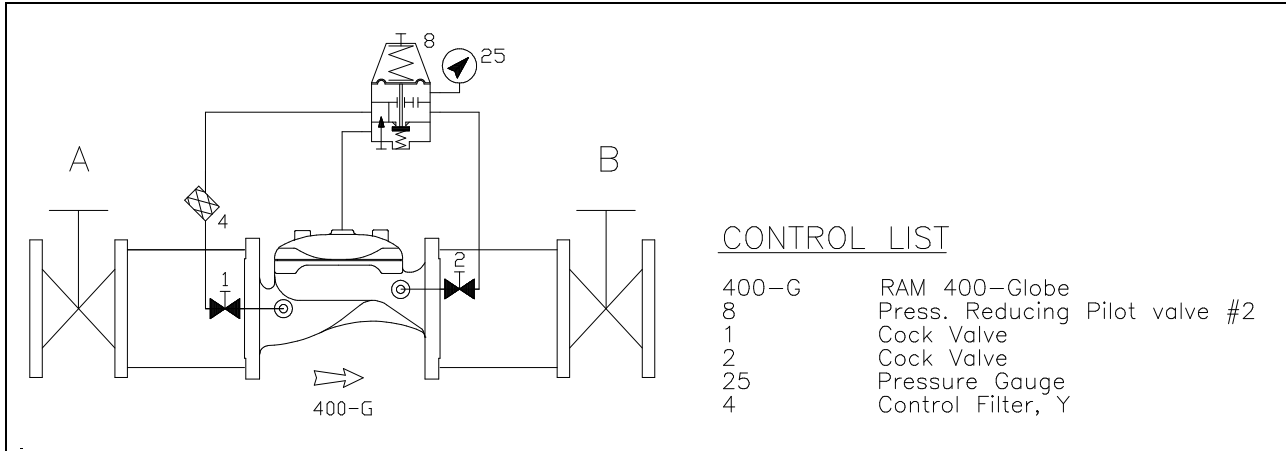 8
25
A
B
4
1
2
400-G
CONTROL LIST
400-G RAM 400-Globe
8 Press. Reducing Pilot valve #2
1 Cock Valve
2 Cock Valve
25 Pressure Gauge
4 Control Filter, Y